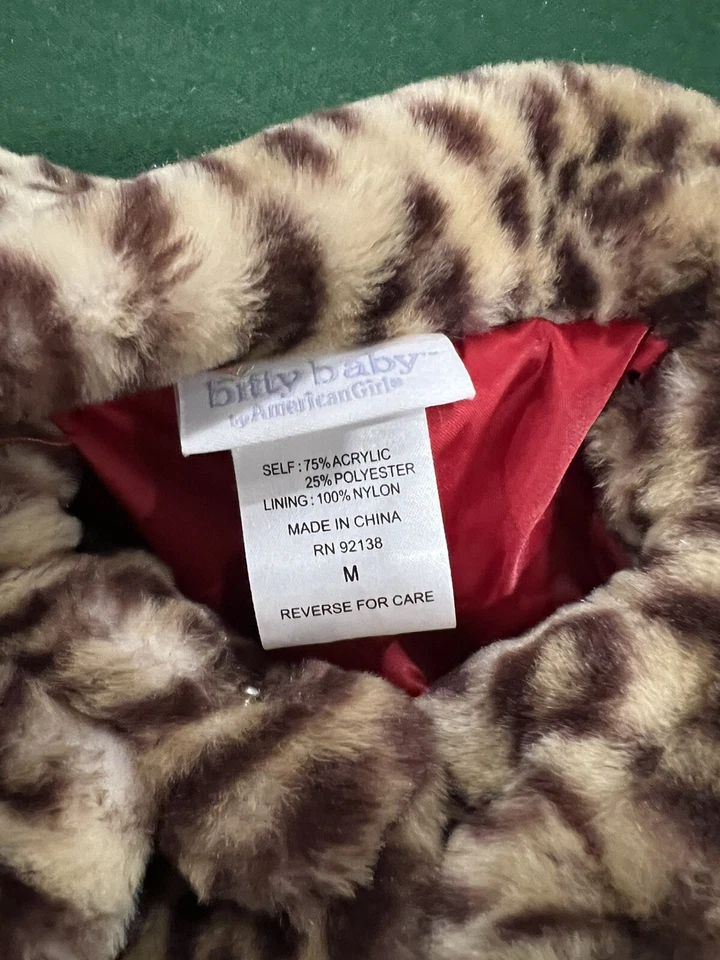 bitty baby™
by American Girl®
SELF : 75% ACRYLIC
25% POLYESTER
LINING : 100% NYLON
MADE IN CHINA
RN 92138
M
REVERSE FOR CARE